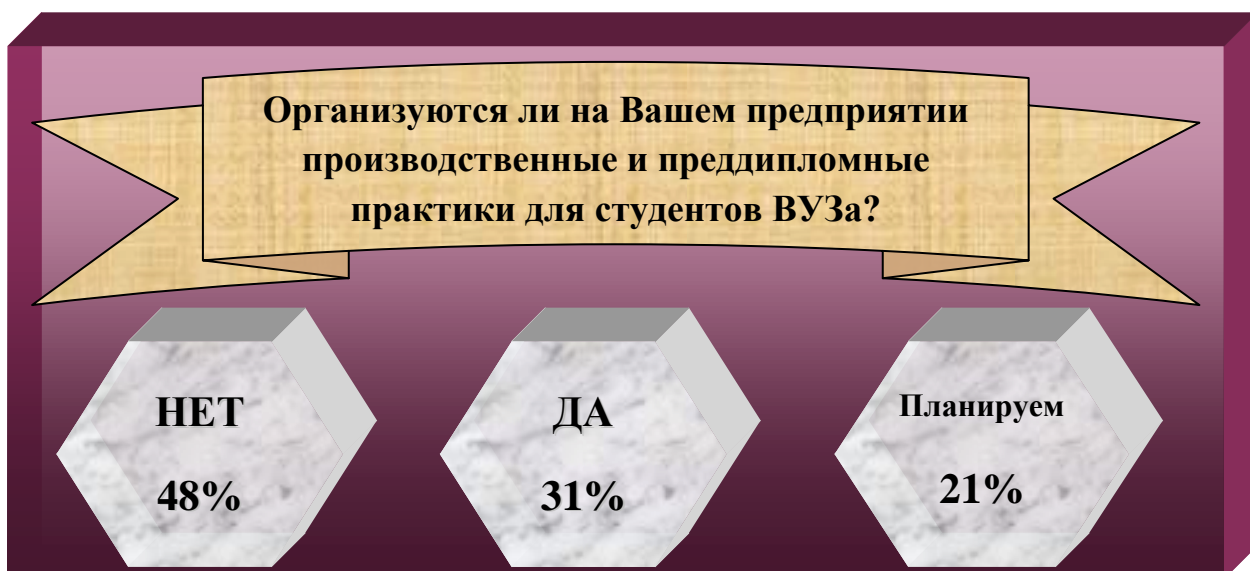 Организуются ли на Вашем предприятии
производственные и преддипломные
практики для студентов ВУЗа?
НЕТ
48%
ДА
31%
Планируем
21%